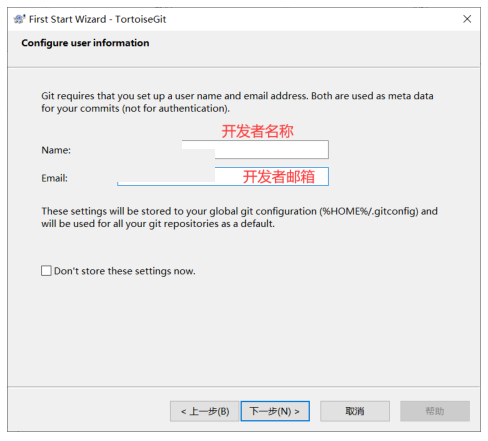 First Start Wizard - TortoiseGit
Configure user information
Git requires that you set up a user name and email address. Both are used as meta data
for your commits (not for authentication).
开发者名称
Name:
Email:
开发者邮箱
These settings will be stored to your global git configuration (%HOME%/.gitconfig) and
will be used for all your git repositories as a default.
Don't store these settings now.
< 上一步(B) 下一步(N) > 取消 帮助